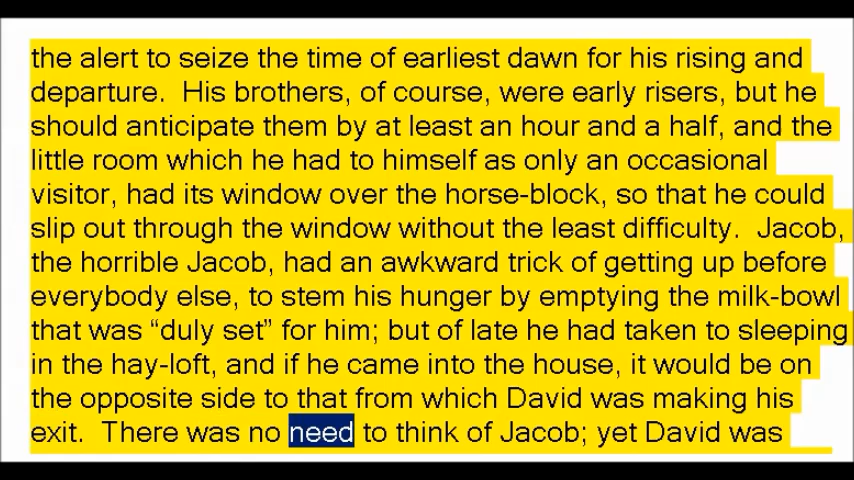 the alert to seize the time of earliest dawn for his rising and
departure.  His brothers, of course, were early risers, but he
should anticipate them by at least an hour and a half, and the
little room which he had to himself as only an occasional
visitor, had its window over the horse-block, so that he could
slip out through the window without the least difficulty.  Jacob,
the horrible Jacob, had an awkward trick of getting up before
everybody else, to stem his hunger by emptying the milk-bowl
that was “duly set” for him; but of late he had taken to sleeping
in the hay-loft, and if he came into the house, it would be on
the opposite side to that from which David was making his
exit.  There was no need to think of Jacob; yet David was